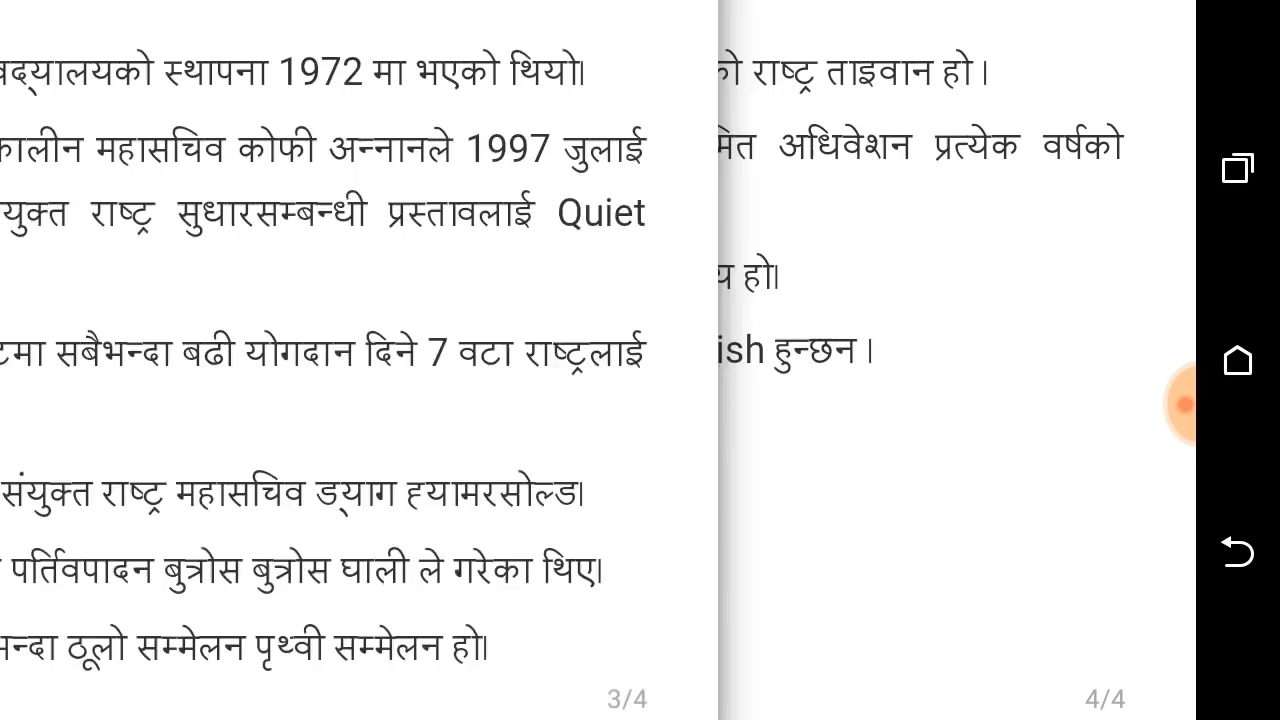 वद्यालयको स्थापना 1972 मा भएको थियो।
कालीन महासचिव कोफी अन्नानले 1997 जुलाई
युक्त राष्ट्र सुधारसम्बन्धी प्रस्तावलाई Quiet
टमा सबैभन्दा बढी योगदान दिने 7 वटा राष्ट्रलाई
संयुक्त राष्ट्र महासचिव ड्याग ह्यामरसोल्ड।
पर्तिवपादन बुत्रोस बुत्रोस घाली ले गरेका थिए।
भन्दा ठूलो सम्मेलन पृथ्वी सम्मेलन हो।
3/4
को राष्ट्र ताइवान हो ।
मित अधिवेशन प्रत्येक वर्षको
य हो।
ish हुन्छन ।
4/4